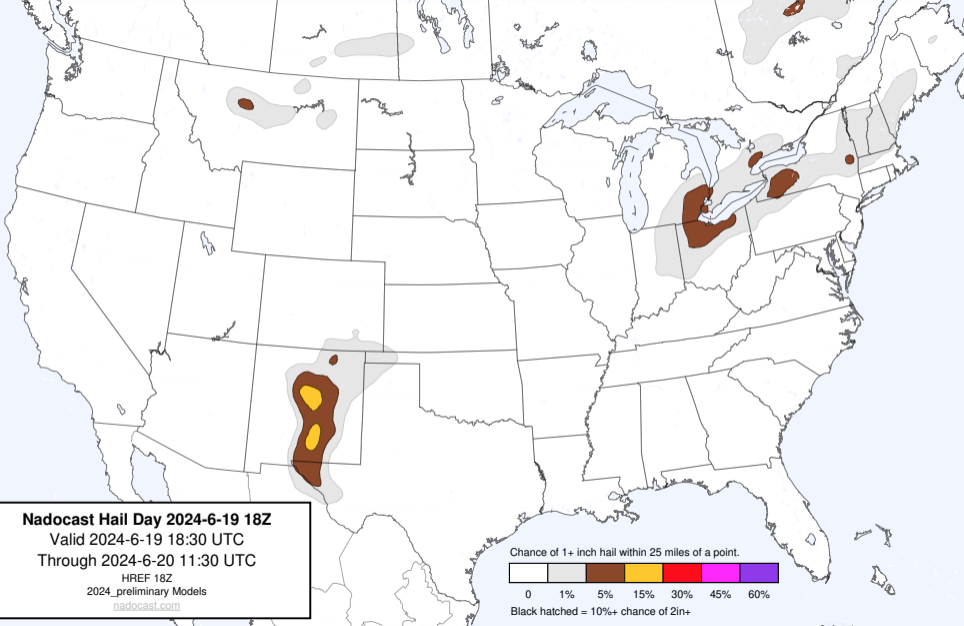 Nadocast Hail Day 2024-6-19 18Z
Valid 2024-6-19 18:30 UTC
Through 2024-6-20 11:30 UTC
HREF 18Z
2024_preliminary Models
nadocast.com
Chance of 1+ inch hail within 25 miles of a point.
0 1% 5% 15% 30% 45% 60%
Black hatched = 10%+ chance of 2in+